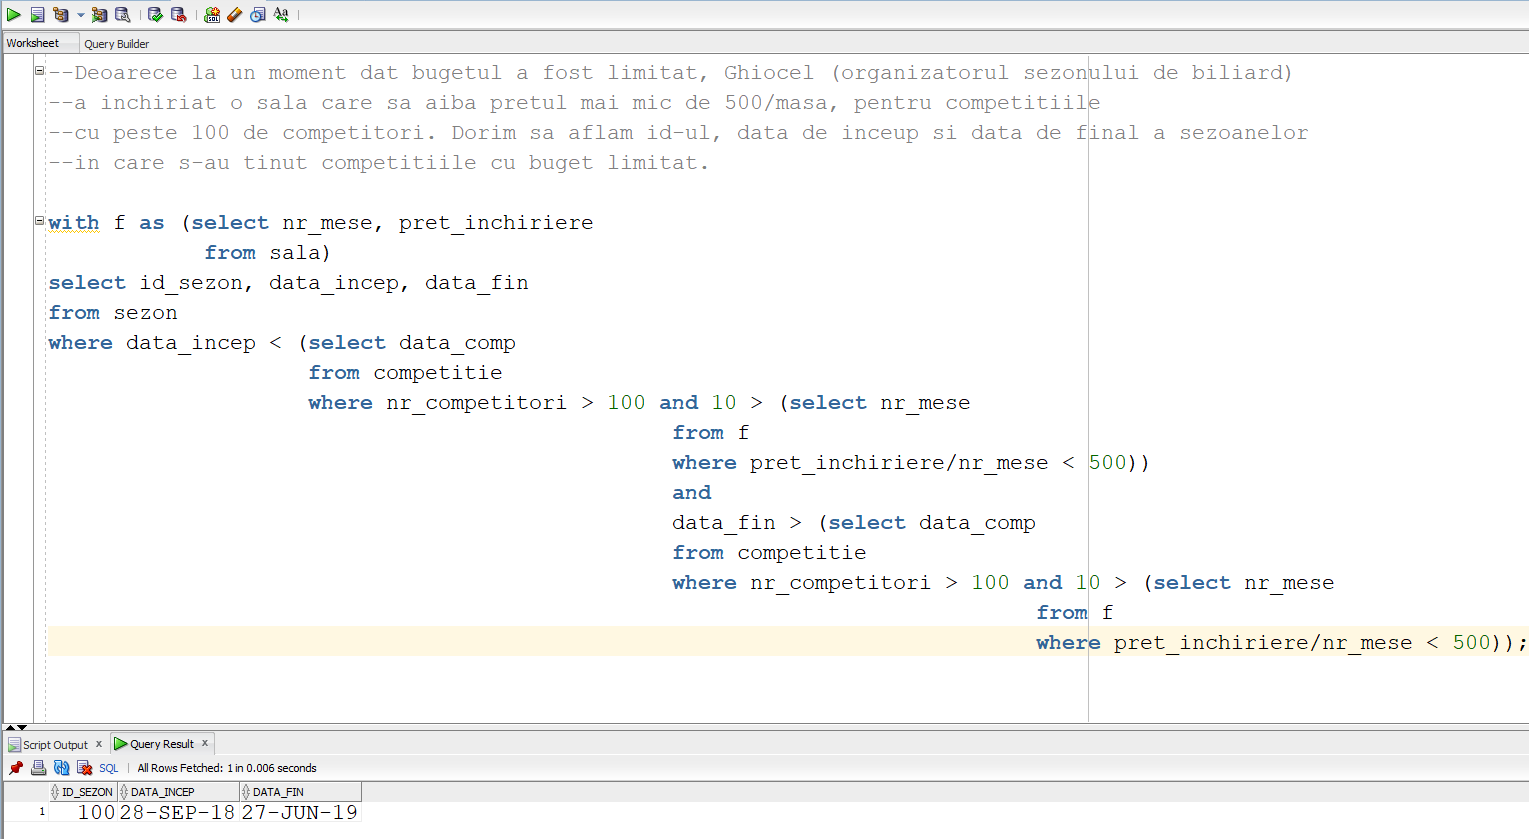 Aa
Worksheet Query Builder
--Deoarece la un moment dat bugetul a fost limitat, Ghiocel (organizatorul sezonului de biliard)
--a inchiriat o sala care sa aiba pretul mai mic de 500/masa, pentru competitiile
--cu peste 100 de competitori. Dorim sa aflam id-ul, data de inceup si data de final a sezoanelor
--in care s-au tinut competitiile cu buget limitat.
with f as (select nr_mese, pret_inchiriere
from sala)
select id_sezon, data_incep, data_fin
from sezon
where data_incep < (select data_comp
from competitie
where nr_competitori > 100 and 10 > (select nr_mese
from f
where pret_inchiriere/nr_mese < 500))
and
data_fin > (select data_comp
from competitie
where nr_competitori > 100 and 10 > (select nr_mese
from f
where pret_inchiriere/nr_mese < 500));
Script Output x Query Result x
SQL | All Rows Fetched: 1 in 0.006 seconds
ID_SEZON DATA_INCEP DATA_FIN
1 100 28-SEP-18 27-JUN-19